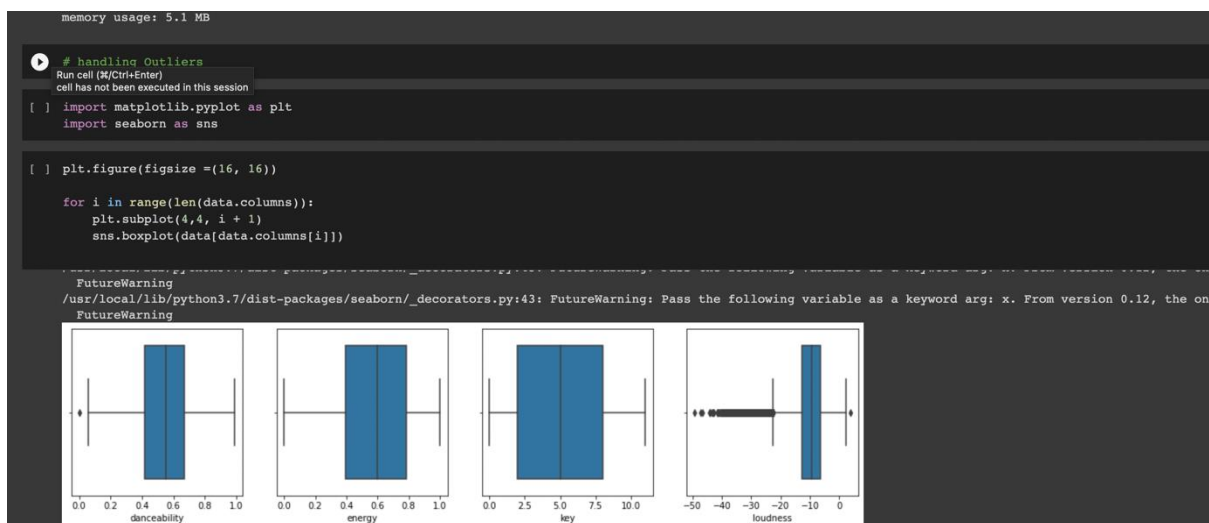 memory usage: 5.1 MB
# handling Outliers
Run cell (⌘/Ctrl+Enter)
cell has not been executed in this session
[ ] import matplotlib.pyplot as plt
import seaborn as sns
[ ] plt.figure(figsize =(16, 16))
for i in range(len(data.columns)):
plt.subplot(4,4, i + 1)
sns.boxplot(data[data.columns[i]])
FutureWarning
/usr/local/lib/python3.7/dist-packages/seaborn/_decorators.py:43: FutureWarning: Pass the following variable as a keyword arg: x. From version 0.12, the on
FutureWarning
0.0 0.2 0.4 0.6 0.8 1.0 0.0 0.2 0.4 0.6 0.8 1.0 0.0 2.5 5.0 7.5 10.0 −50 −40 −30 −20 −10 0
danceability energy key loudness